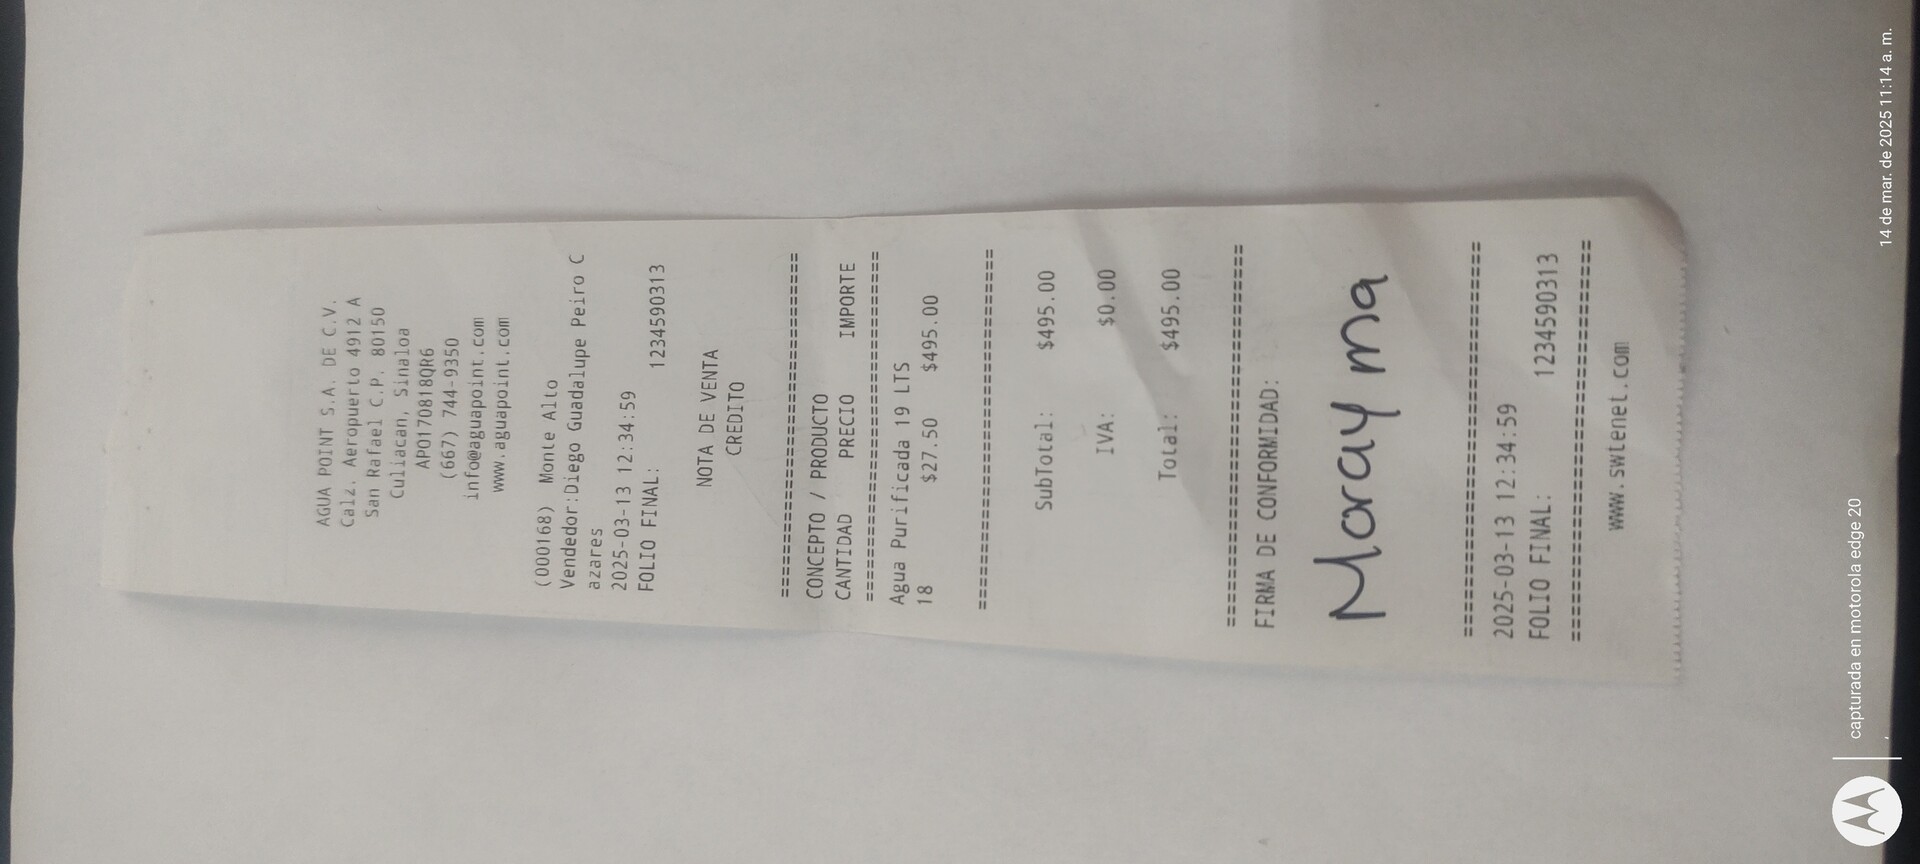 AGUA POINT S.A. DE C.V.
Calz. Aeropuerto 4912 A
San Rafael C.P. 80150
Culiacan, Sinaloa
APO170818QR6
(667) 744-9350
info@aguapoint.com
www.aguapoint.com
(000168) Monte Alto
Vendedor:Diego Guadalupe Peiro C
azares
2025-03-13 12:34:59
FOLIO FINAL: 1234590313
NOTA DE VENTA
CREDITO
================================
CONCEPTO / PRODUCTO
CANTIDAD PRECIO IMPORTE
================================
Agua Purificada 19 LTS
18 $27.50 $495.00
================================
SubTotal: $495.00
IVA: $0.00
Total: $495.00
================================
FIRMA DE CONFORMIDAD:
Moray ma
================================
2025-03-13 12:34:59
FOLIO FINAL: 1234590313
================================
www.swtenet.com
capturada en motorola edge 20
14 de mar. de 2025 11:14 a. m.